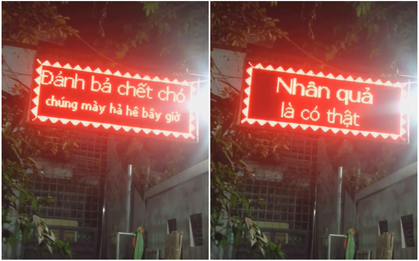 Đánh bả chết chó
chúng mày hả hê bây giờ
Nhân quả
là có thật